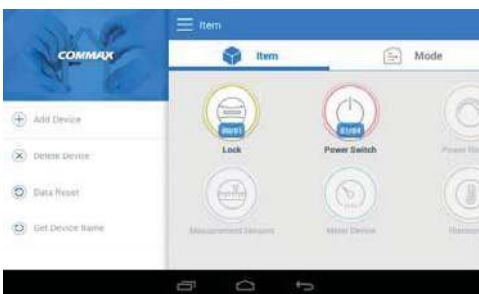 COMMAX
Add Device
Delete Device
Data Reset
Get Device Name
Item
Item
Mode
00/01
Lock
01/04
Power Switch
Measurement Sensors
Meter Device